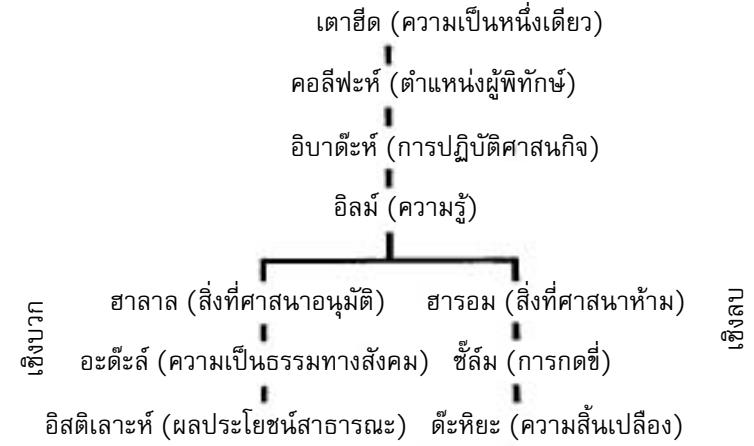 เตาฮีด (ความเป็นหนึ่งเดียว)
คอลีฟะห์ (ตำแหน่งผู้พิทักษ์)
อิบาด๊ะห์ (การปฏิบัติศาสนกิจ)
อิลม์ (ความรู้)
ฮาลาล (สิ่งที่ศาสนาอนุมัติ) ฮารอม (สิ่งที่ศาสนาห้าม)
เชิงบวก
เชิงลบ
อะด๊ะล์ (ความเป็นธรรมทางสังคม) ซั๊ล์ม (การกดขี่)
อิสติเลาะห์ (ผลประโยชน์สาธารณะ) ด๊ะหิยะ (ความสิ้นเปลือง)